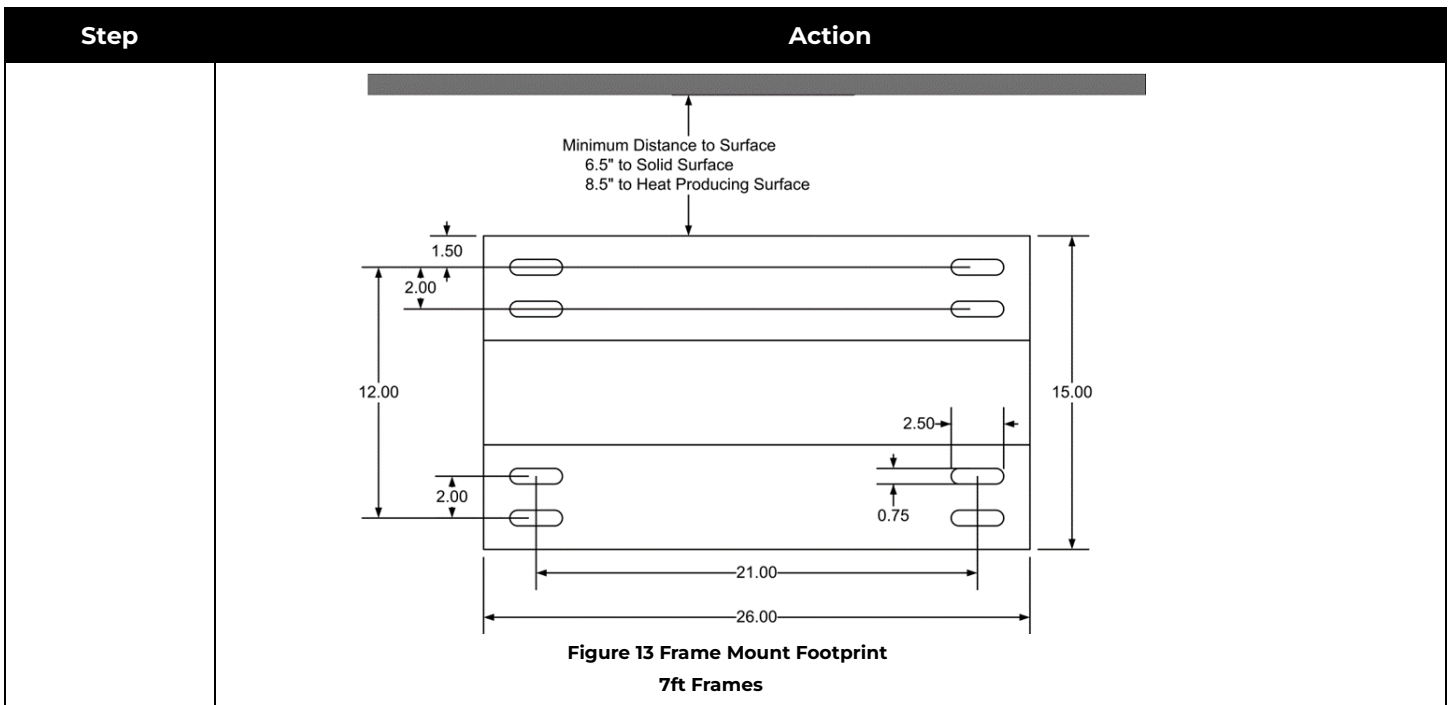 Step
Action
Minimum Distance to Surface
6.5" to Solid Surface
8.5" to Heat Producing Surface
1.50
2.00
12.00
15.00
2.50
2.00
0.75
21.00
26.00
Figure 13 Frame Mount Footprint
7ft Frames